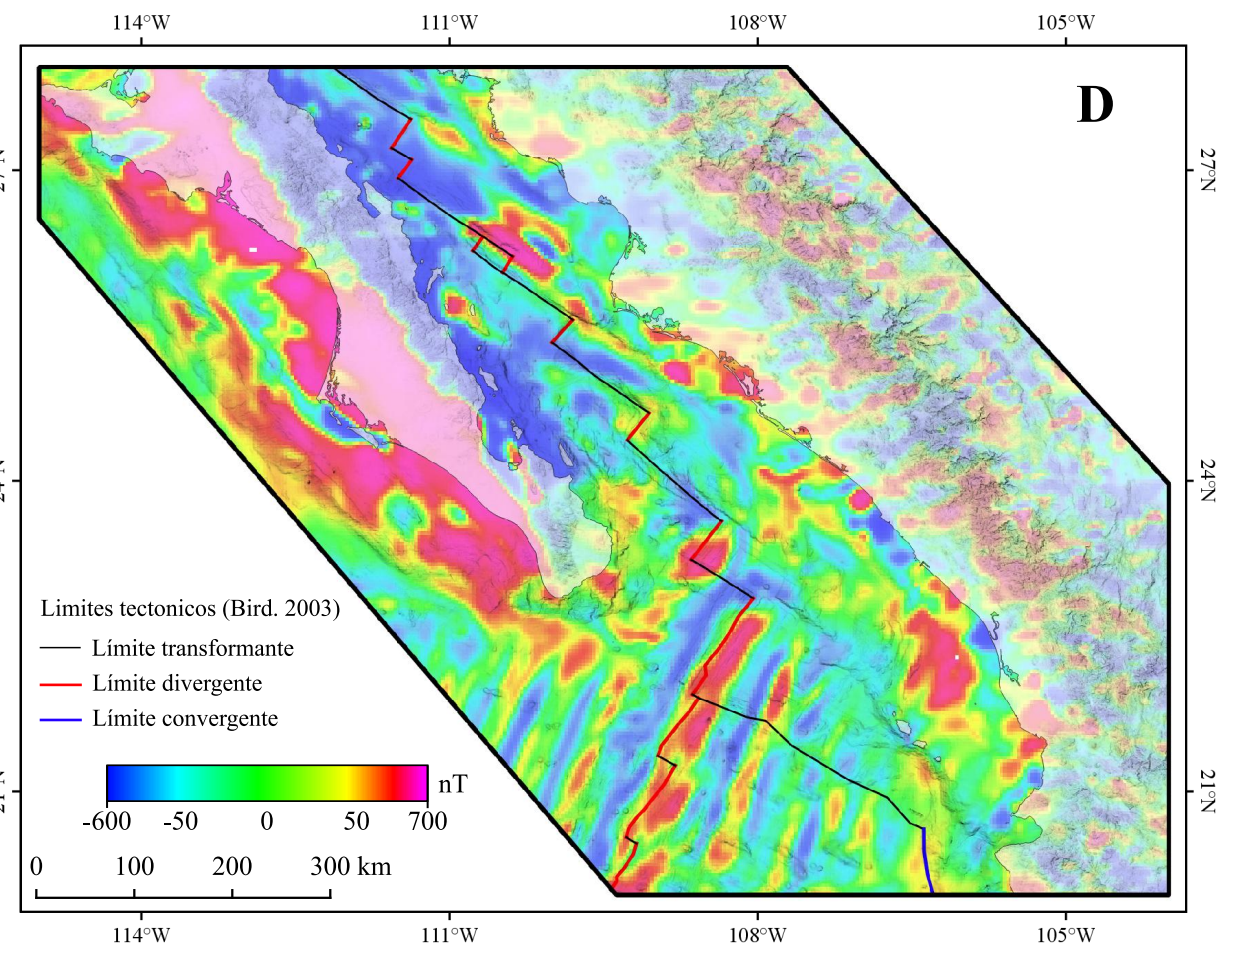 114°W 111°W 108°W 105°W
D
27°N
24°N 24°N
Limites tectonicos (Bird. 2003)
Límite transformante
Límite divergente
Límite convergente
nT
21°N
-600 -50 0 50 700
0 100 200 300 km
114°W 111°W 108°W 105°W